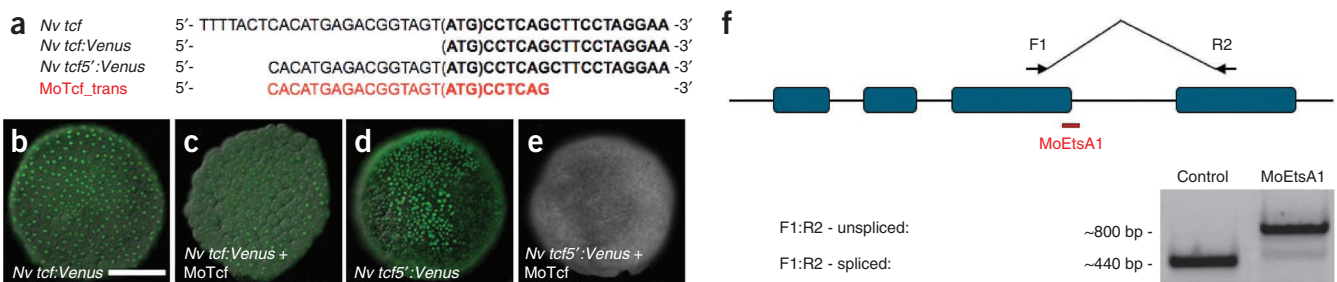 a
Nv tcf 5′- TTTTACTCACATGAGACGGTAGT(ATG)CCTCAGCTTCCTAGGAA -3′
Nv tcf:Venus 5′- (ATG)CCTCAGCTTCCTAGGAA -3′
Nv tcf5′:Venus 5′- CACATGAGACGGTAGT(ATG)CCTCAGCTTCCTAGGAA -3′
MoTcf_trans 5′- CACATGAGACGGTAGT(ATG)CCTCAG -3′
b
Nv tcf:Venus
c
Nv tcf:Venus +
MoTcf
d
Nv tcf5′:Venus
e
Nv tcf5′:Venus +
MoTcf
f
F1 R2
MoEtsA1
Control MoEtsA1
F1:R2 - unspliced: ~800 bp -
F1:R2 - spliced: ~440 bp -